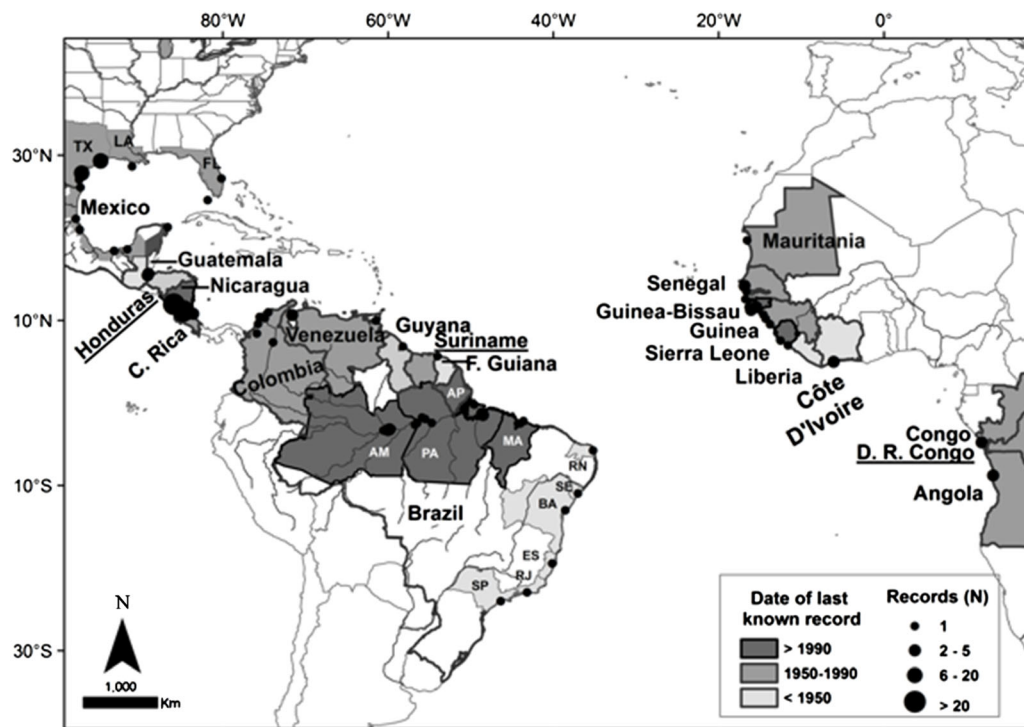 80°W 60°W 40°W 20°W 0°
30°N
10°N
10°S
30°S
TX
LA
FL
Mexico
Guatemala
Nicaragua
Honduras
C. Rica
Venezuela
Colombia
Guyana
Suriname
F. Guiana
AP
AM
PA
MA
RN
SE
BA
Brazil
ES
RJ
SP
Mauritania
Senegal
Guinea-Bissau
Guinea
Sierra Leone
Liberia
Côte
D'Ivoire
Congo
D. R. Congo
Angola
N
1,000
Km
Date of last
known record
> 1990
1950-1990
< 1950
Records (N)
1
2 - 5
6 - 20
> 20